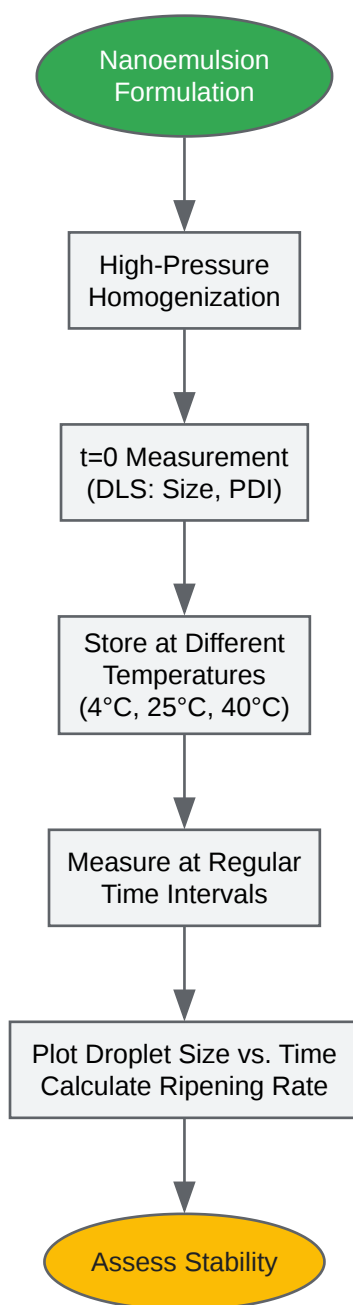 Nanoemulsion
Formulation
High-Pressure
Homogenization
t=0 Measurement
(DLS: Size, PDI)
Store at Different
Temperatures
(4°C, 25°C, 40°C)
Measure at Regular
Time Intervals
Plot Droplet Size vs. Time
Calculate Ripening Rate
Assess Stability